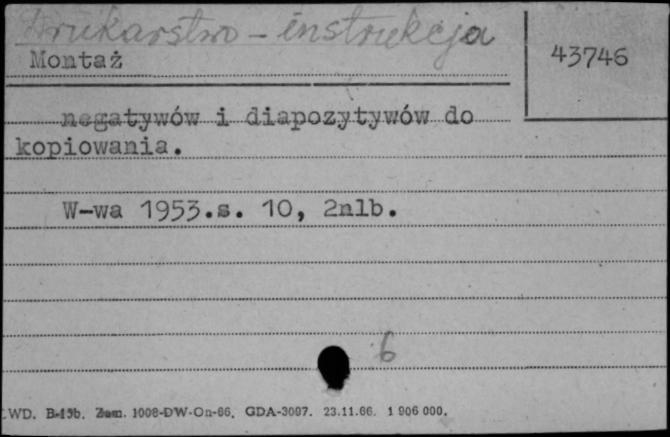 Drukarstwo - instrukcja
Montaż
43746
negatywów i diapozytywów do
kopiowania.
W-wa 1953.s. 10, 2nlb.
6
WD. B-15b. Zam. 1008-DW-On-66. GDA-3097. 23.11.66. 1 906 000.